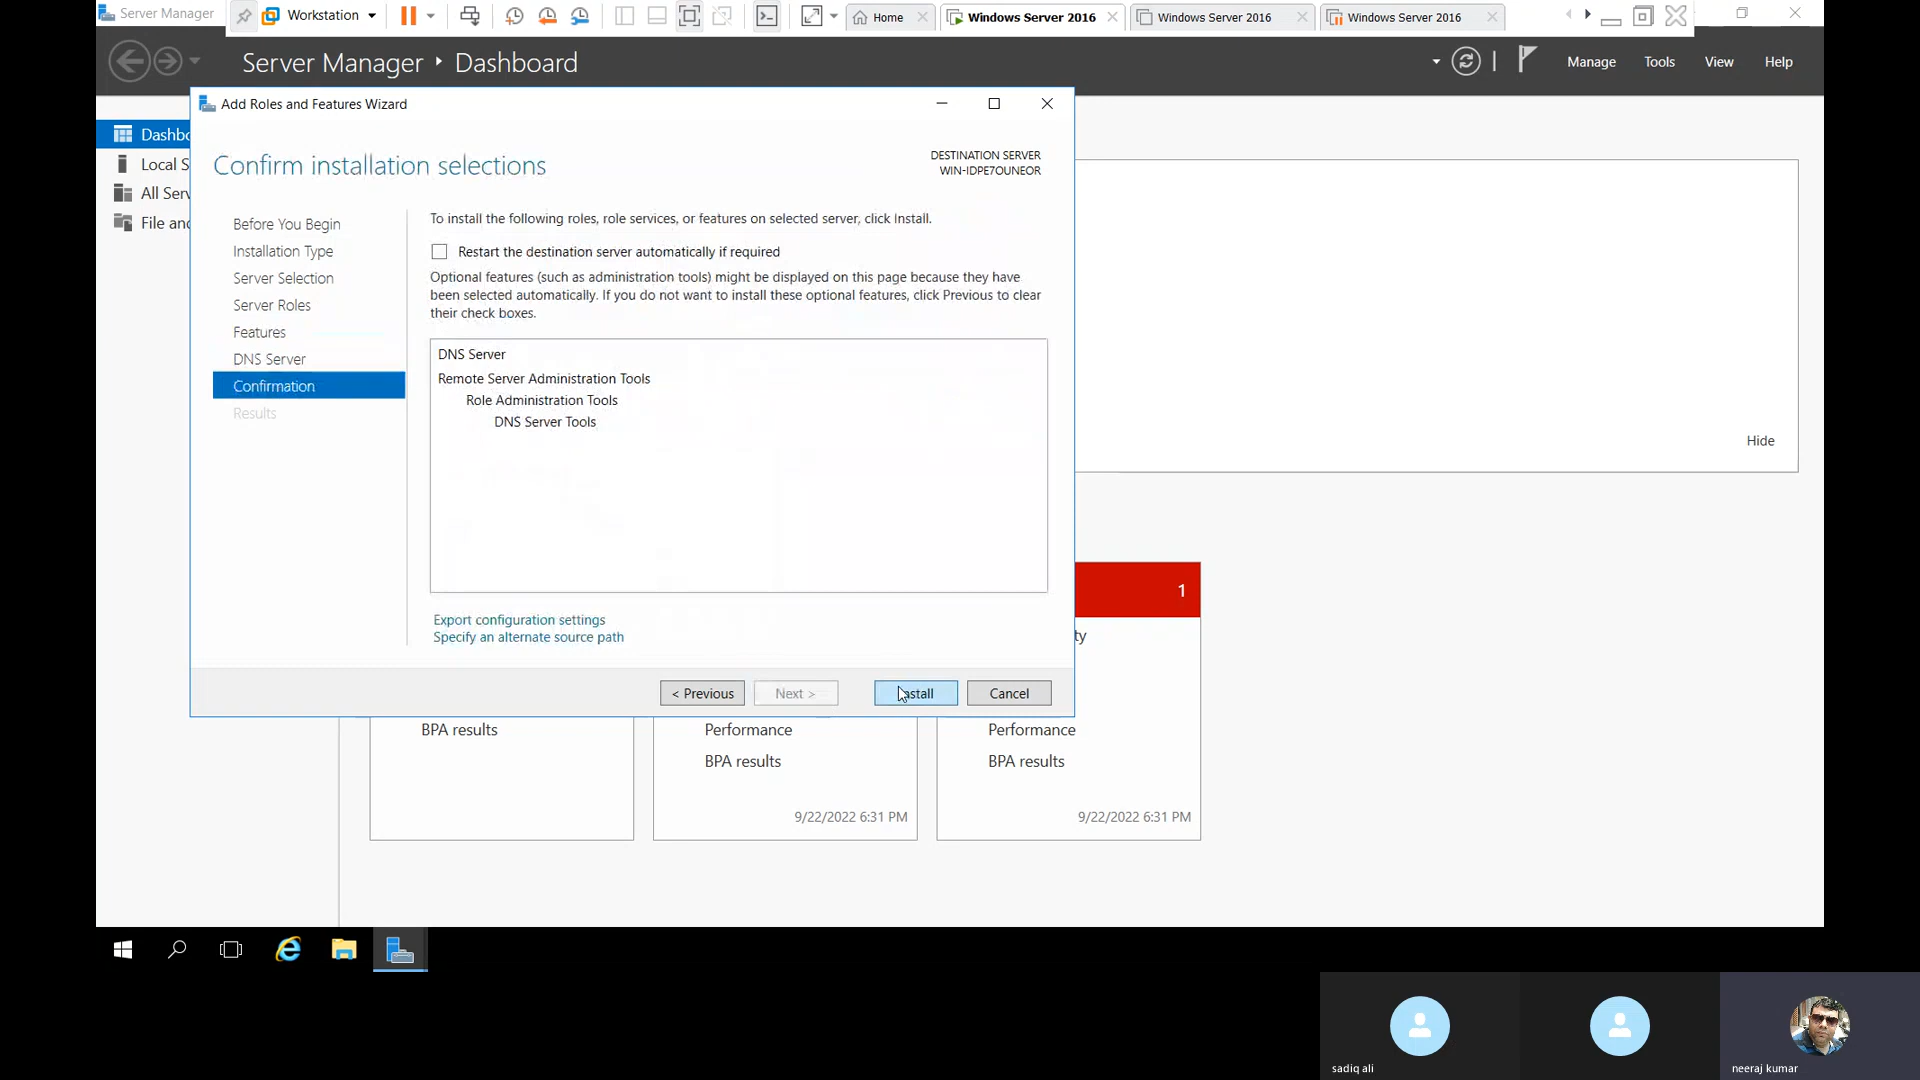 Server Manager
Workstation
Home
Windows Server 2016
Windows Server 2016
Windows Server 2016
Server Manager
Dashboard
Manage
Tools
View
Help
Add Roles and Features Wizard
Confirm installation selections
DESTINATION SERVER
WIN-IDPE7OUNEOR
Before You Begin
Installation Type
Server Selection
Server Roles
Features
DNS Server
Confirmation
Results
To install the following roles, role services, or features on selected server, click Install.
Restart the destination server automatically if required
Optional features (such as administration tools) might be displayed on this page because they have
been selected automatically. If you do not want to install these optional features, click Previous to clear
their check boxes.
DNS Server
Remote Server Administration Tools
Role Administration Tools
DNS Server Tools
Export configuration settings
Specify an alternate source path
< Previous
Next >
Cancel
Hide
1
BPA results
Performance
BPA results
9/22/2022 6:31 PM
Performance
BPA results
9/22/2022 6:31 PM
sadiq ali
neeraj kumar